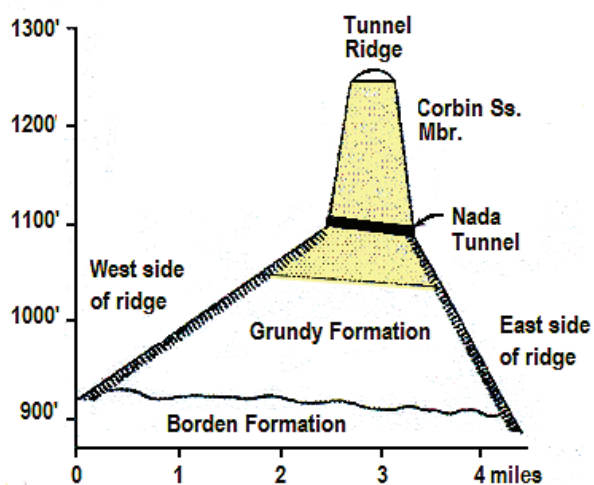 1300'
Tunnel
Ridge
1200'
Corbin Ss.
Mbr.
1100'
Nada
Tunnel
West side
of ridge
1000'
Grundy Formation
East side
of ridge
900'
Borden Formation
0 1 2 3 4 miles